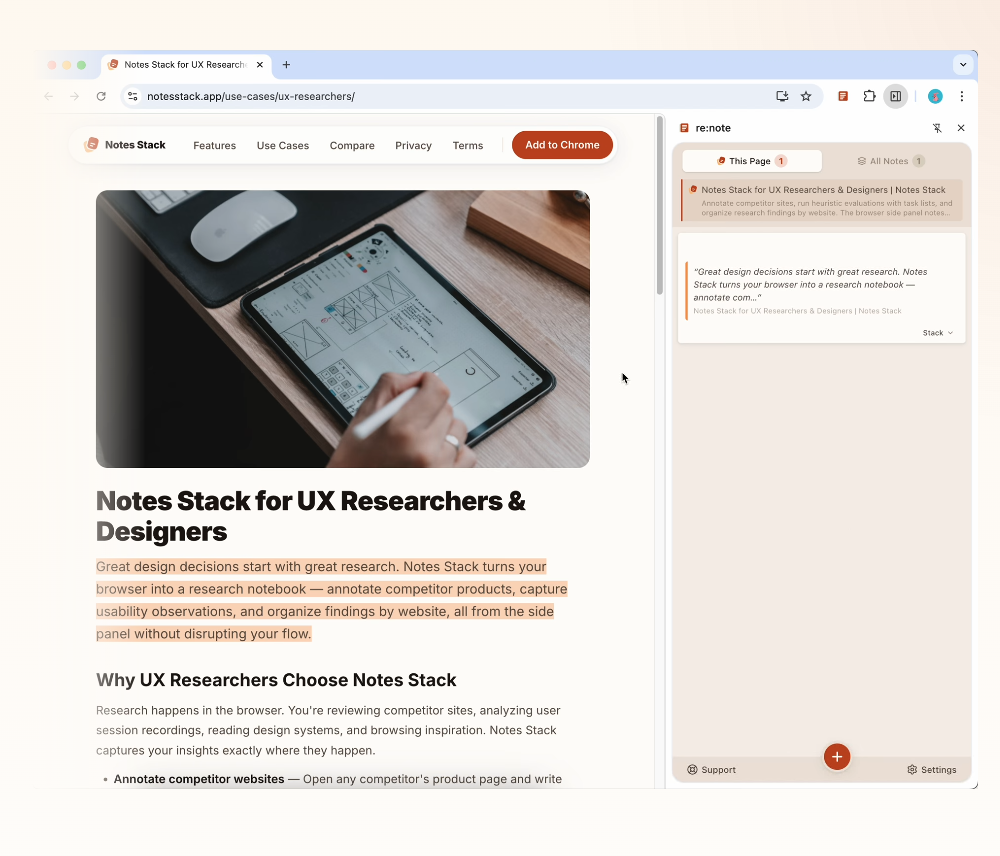 Notes Stack for UX Research
notesstack.app/use-cases/ux-researchers/
Notes Stack
Features
Use Cases
Compare
Privacy
Terms
Add to Chrome
Notes Stack for UX Researchers &
Designers
Great design decisions start with great research. Notes Stack turns your
browser into a research notebook — annotate competitor products, capture
usability observations, and organize findings by website, all from the side
panel without disrupting your flow.
Why UX Researchers Choose Notes Stack
Research happens in the browser. You're reviewing competitor sites, analyzing user
session recordings, reading design systems, and browsing inspiration. Notes Stack
captures your insights exactly where they happen.
• Annotate competitor websites — Open any competitor's product page and write
re:note
This Page 1
All Notes 1
Notes Stack for UX Researchers & Designers | Notes Stack
Annotate competitor sites, run heuristic evaluations with task lists, and
organize research findings by website. The browser side panel notes...
“Great design decisions start with great research. Notes
Stack turns your browser into a research notebook —
annotate com…”
Notes Stack for UX Researchers & Designers | Notes Stack
Stack
Support
Settings